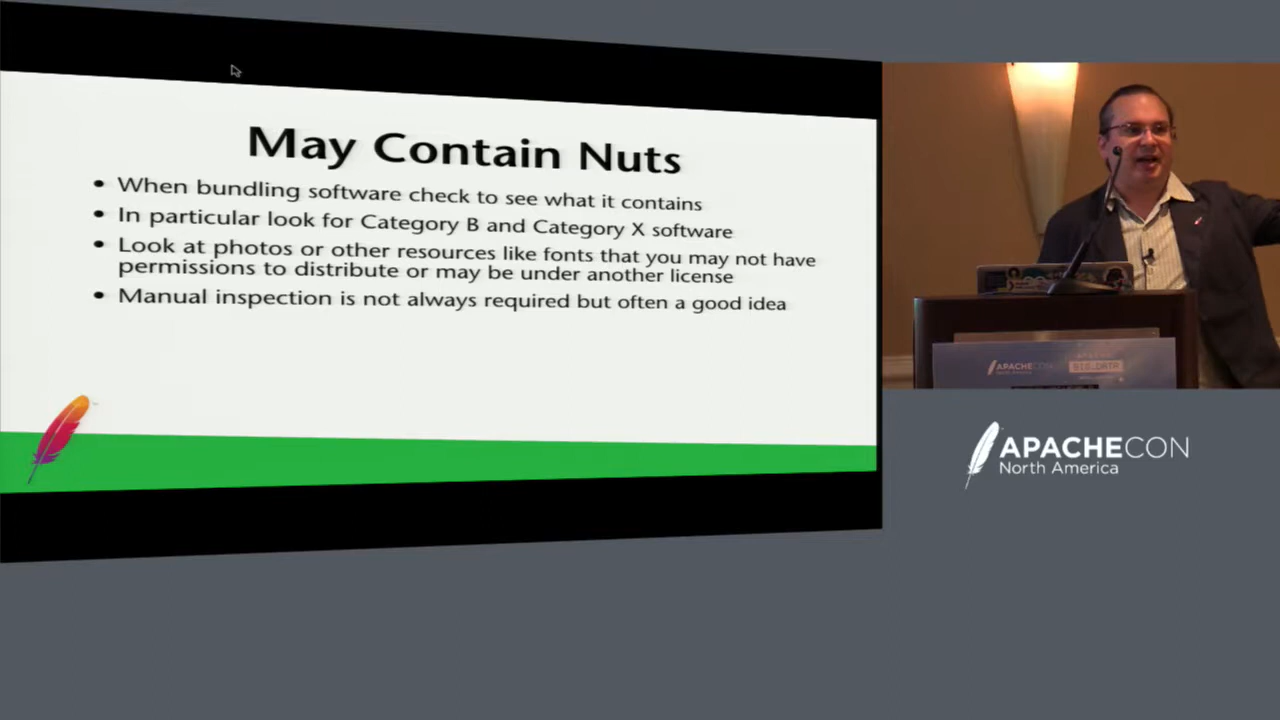 May Contain Nuts
• When bundling software check to see what it contains
• In particular look for Category B and Category X software
• Look at photos or other resources like fonts that you may not have
permissions to distribute or may be under another license
• Manual inspection is not always required but often a good idea
APACHECON
BIG_DATA
APACHECON
North America